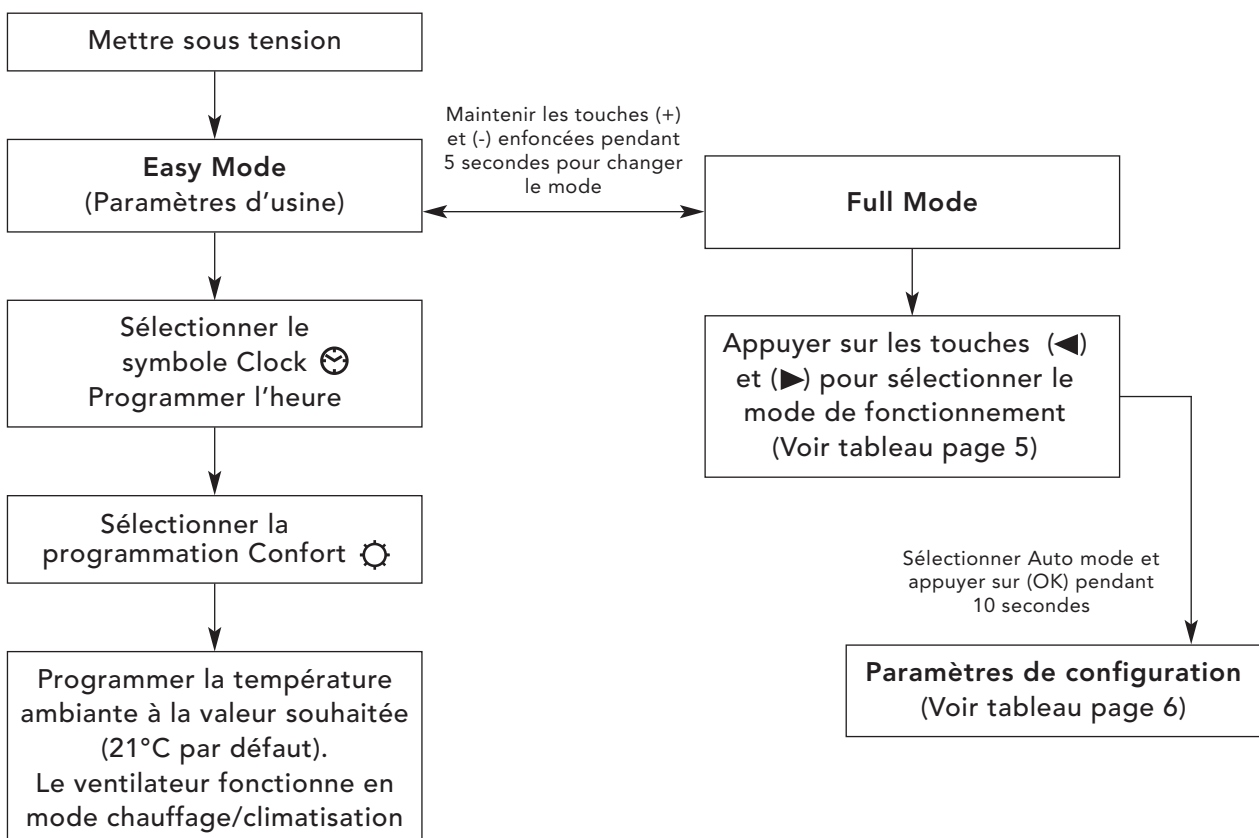 Mettre sous tension
Easy Mode
(Paramètres d'usine)
Maintenir les touches (+)
et (-) enfoncées pendant
5 secondes pour changer
le mode
Full Mode
Sélectionner le
symbole Clock
Programmer l'heure
Appuyer sur les touches (◀)
et (▶) pour sélectionner le
mode de fonctionnement
(Voir tableau page 5)
Sélectionner la
programmation Confort
Sélectionner Auto mode et
appuyer sur (OK) pendant
10 secondes
Programmer la température
ambiante à la valeur souhaitée
(21°C par défaut).
Le ventilateur fonctionne en
mode chauffage/climatisation
Paramètres de configuration
(Voir tableau page 6)